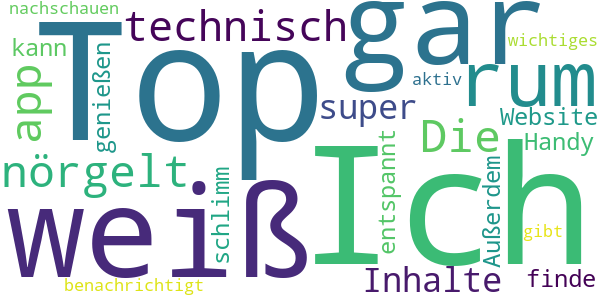 nachschauen
technisch
Top
gar
kann
genießen
wichtiges
app
rum
aktiv
super
Website
Die
Handy
nörgelt
Ich
entspannt
Außerdem
schlimm
weiß
gibt
Inhalte
finde
benachrichtigt